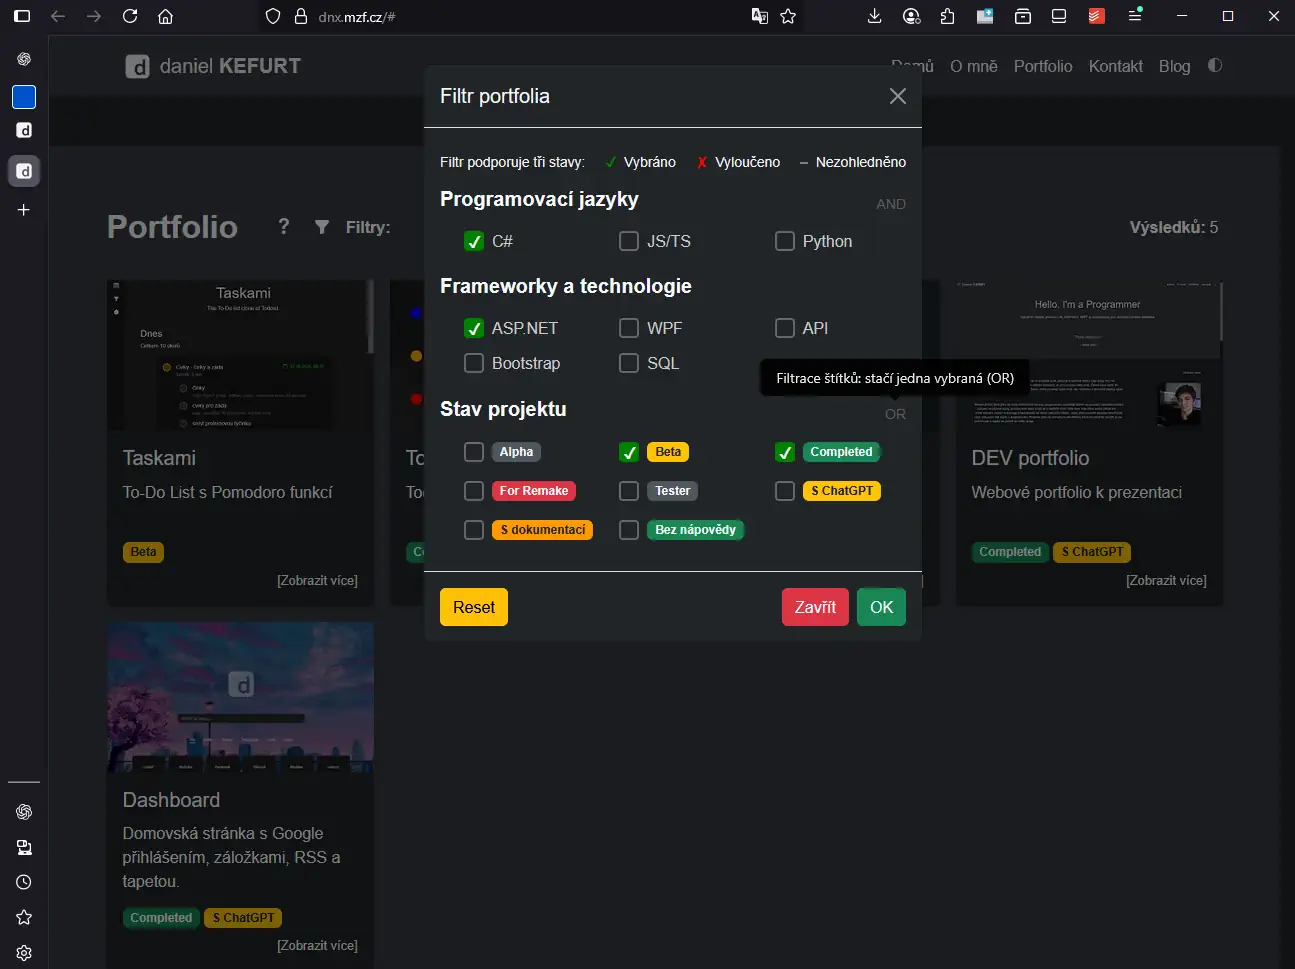 dnx.mzf.cz/#
daniel KEFURT
Domů O mně Portfolio Kontakt Blog
Filtr portfolia
Filtr podporuje tři stavy: ✓ Vybráno ✗ Vyloučeno – Nezohledněno
Programovací jazyky AND
C# JS/TS Python
Frameworky a technologie
ASP.NET WPF API
Bootstrap SQL
Filtrace štítků: stačí jedna vybraná (OR)
Stav projektu OR
Alpha Beta Completed
For Remake Tester S ChatGPT
S dokumentací Bez nápovědy
Reset Zavřít OK
Portfolio ? Filtry: Výsledků: 5
Taskami
Dnes
Taskami
To-Do List s Pomodoro funkcí
Beta
[Zobrazit více]
Hello, I'm a Programmer
DEV portfolio
Webové portfolio k prezentaci
Completed S ChatGPT
[Zobrazit více]
d
Dashboard
Domovská stránka s Google
přihlášením, záložkami, RSS a
tapetou.
Completed S ChatGPT
[Zobrazit více]